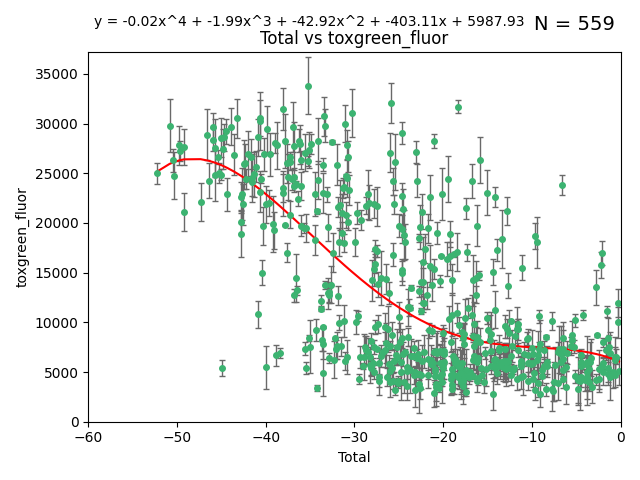 y = -0.02x^4 + -1.99x^3 + -42.92x^2 + -403.11x + 5987.93 N = 559
Total vs toxgreen_fluor
35000
30000
25000
20000
15000
10000
5000
0
toxgreen_fluor
−60 −50 −40 −30 −20 −10 0
Total